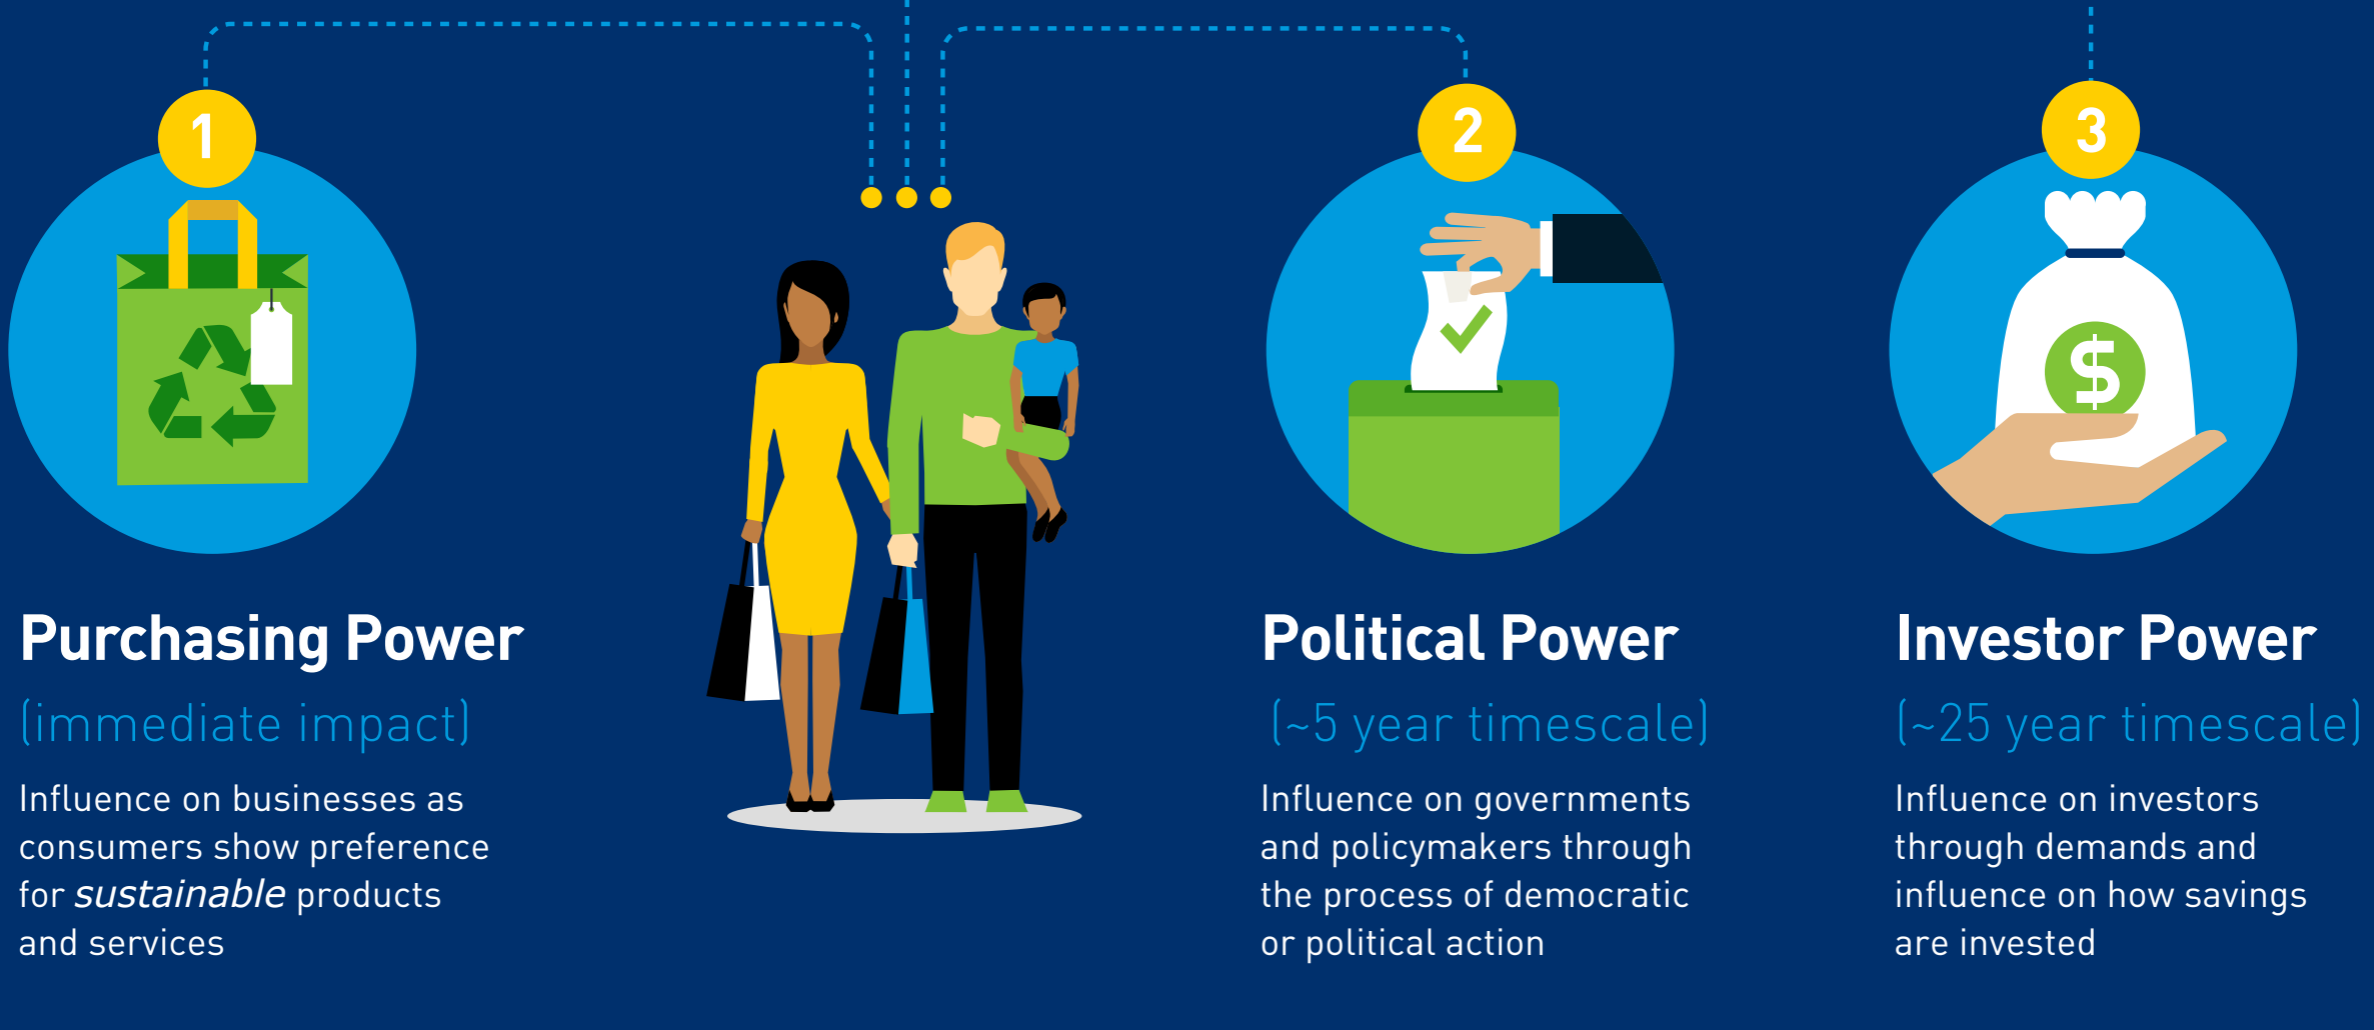 1
Purchasing Power
(immediate impact)
Influence on businesses as
consumers show preference
for sustainable products
and services
2
Political Power
(~5 year timescale)
Influence on governments
and policymakers through
the process of democratic
or political action
3
$
Investor Power
(~25 year timescale)
Influence on investors
through demands and
influence on how savings
are invested